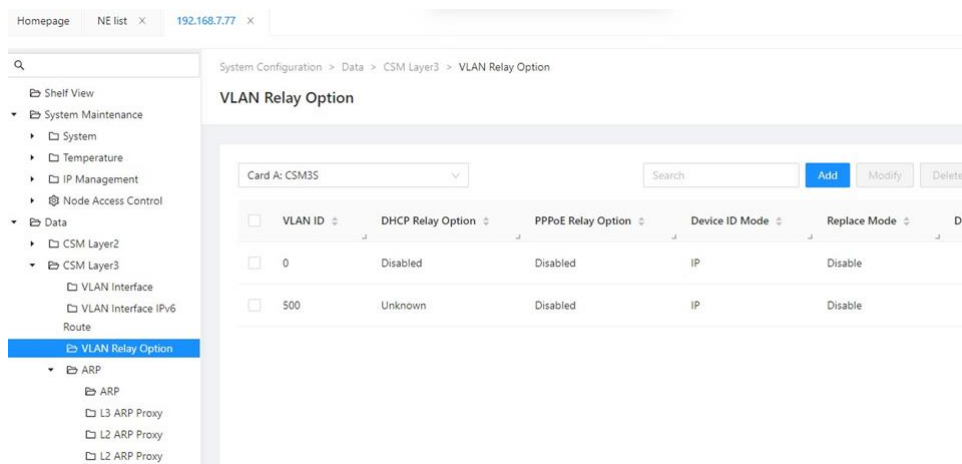 Homepage NE list × 192.168.7.77 ×
System Configuration > Data > CSM Layer3 > VLAN Relay Option
VLAN Relay Option
Shelf View
System Maintenance
System
Temperature
IP Management
Node Access Control
Data
CSM Layer2
CSM Layer3
VLAN Interface
VLAN Interface IPv6
Route
VLAN Relay Option
ARP
ARP
L3 ARP Proxy
L2 ARP Proxy
L2 ARP Proxy
Card A: CSM3S Search Add Modify Delete
VLAN ID DHCP Relay Option PPPoE Relay Option Device ID Mode Replace Mode D
0 Disabled Disabled IP Disable
500 Unknown Disabled IP Disable